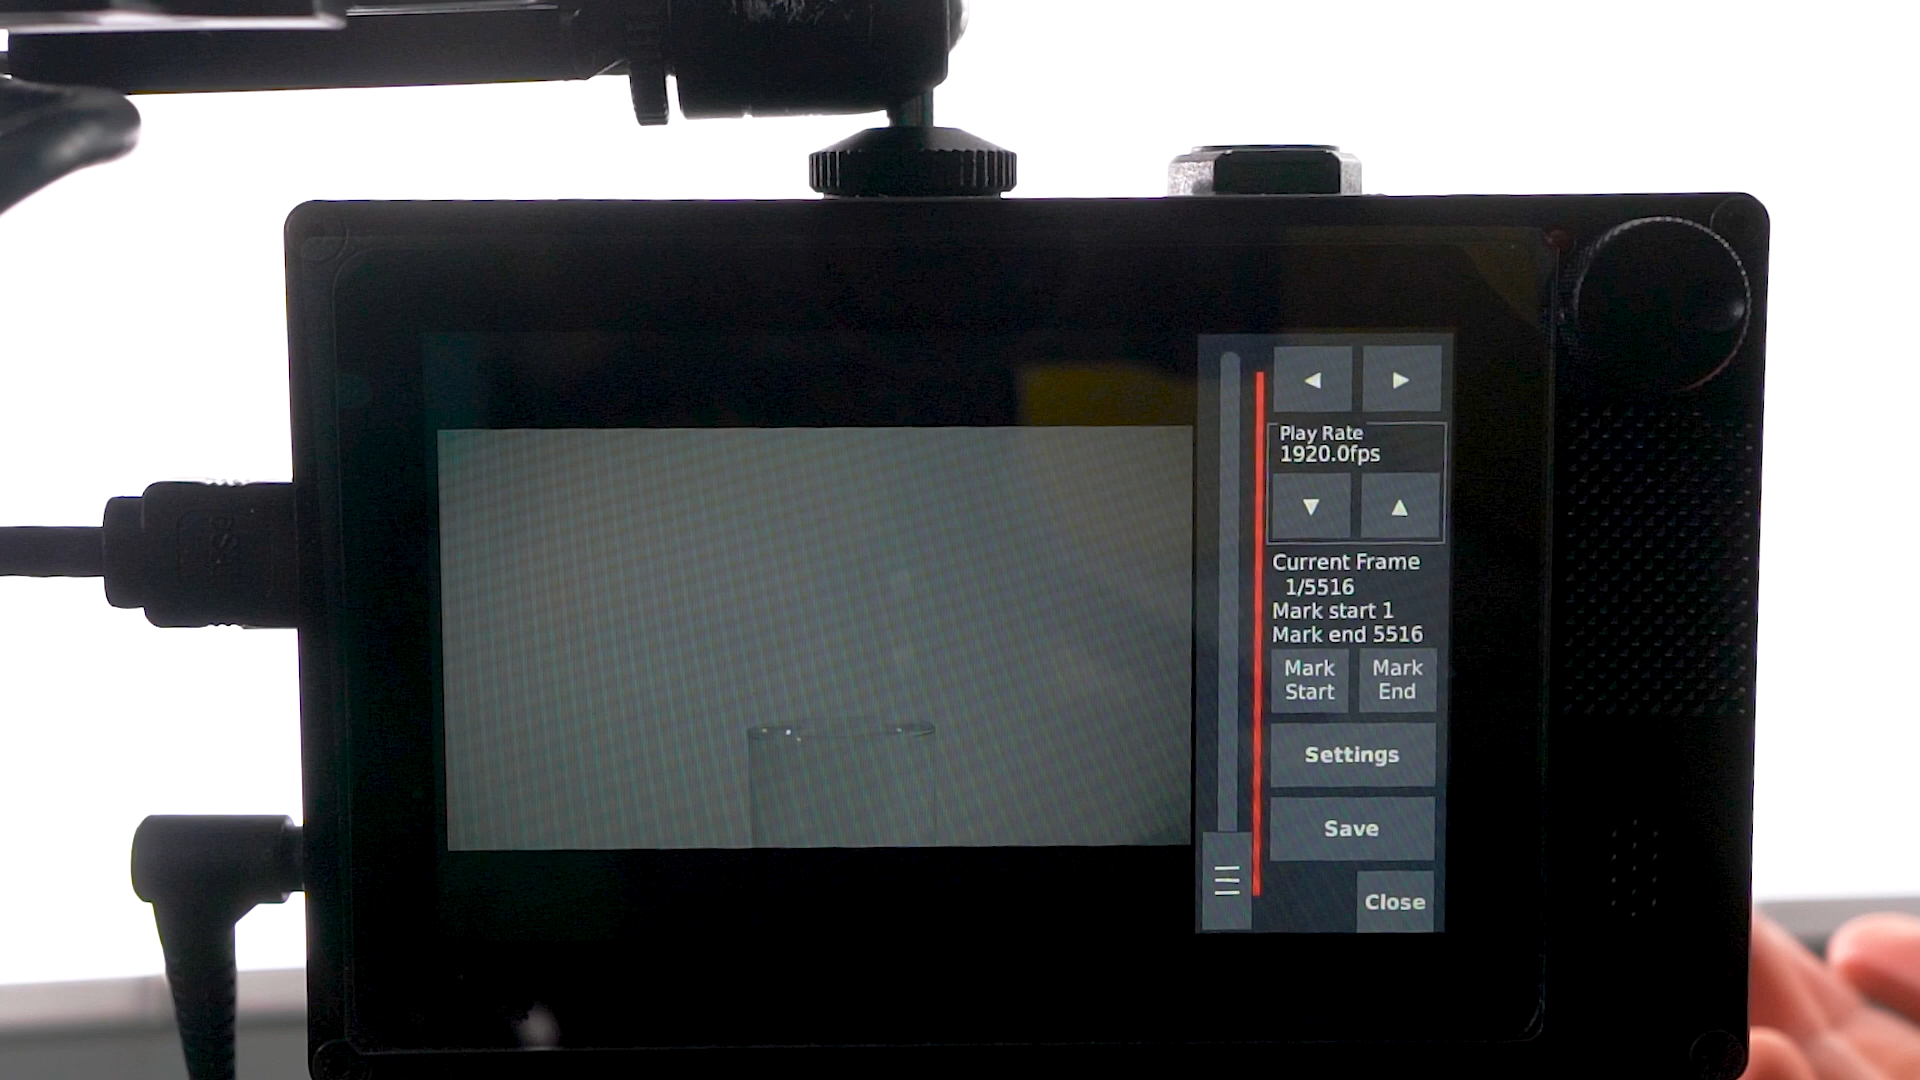 Play Rate
1920.0fps
Current Frame
1/5516
Mark start 1
Mark end 5516
Mark Start
Mark End
Settings
Save
Close